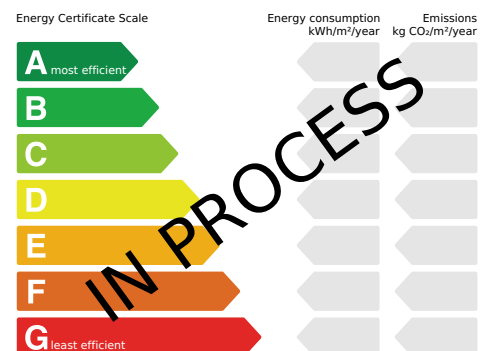 Energy Certificate Scale
Energy consumption
kWh/m²/year
Emissions
kg CO₂/m²/year
A most efficient
B
C
D
E
F
G least efficient
IN PROCESS